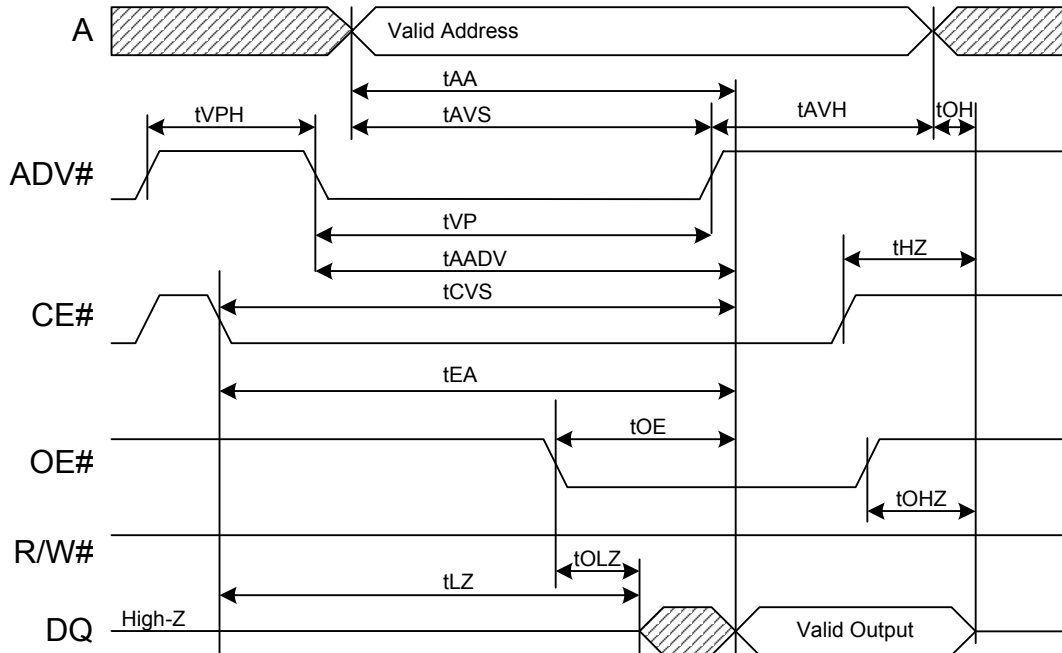 A
Valid Address
tAA
tVPH
tAVS
tAVH
tOH
ADV#
tVP
tHZ
tAADV
tCVS
CE#
tEA
tOE
OE#
tOHZ
R/W#
tOLZ
tLZ
High-Z
DQ
Valid Output